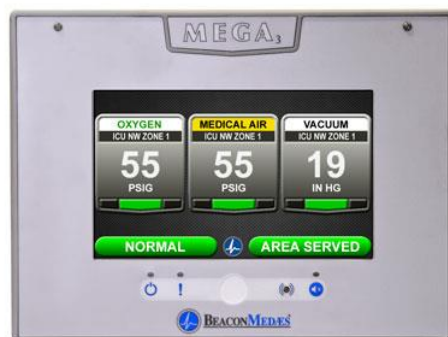 MEGA3
OXYGEN
ICU NW ZONE 1
55
PSIG
MEDICAL AIR
ICU NW ZONE 1
55
PSIG
VACUUM
ICU NW ZONE 1
19
IN HG
NORMAL
AREA SERVED
!
BEACONMEDÆS